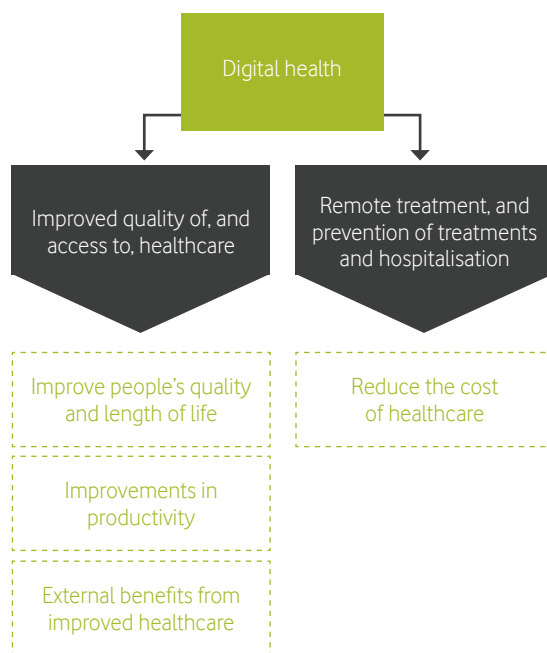 Digital health
Improved quality of, and
access to, healthcare
Remote treatment, and
prevention of treatments
and hospitalisation
Improve people's quality
and length of life
Improvements in
productivity
External benefits from
improved healthcare
Reduce the cost
of healthcare